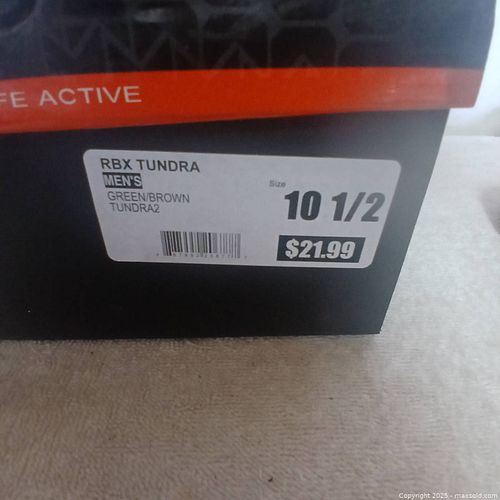 FE ACTIVE
RBX TUNDRA
MEN'S
GREEN/BROWN
TUNDRA2
Size
10 1/2
$21.99
Copyright 2025 - maxsold.com